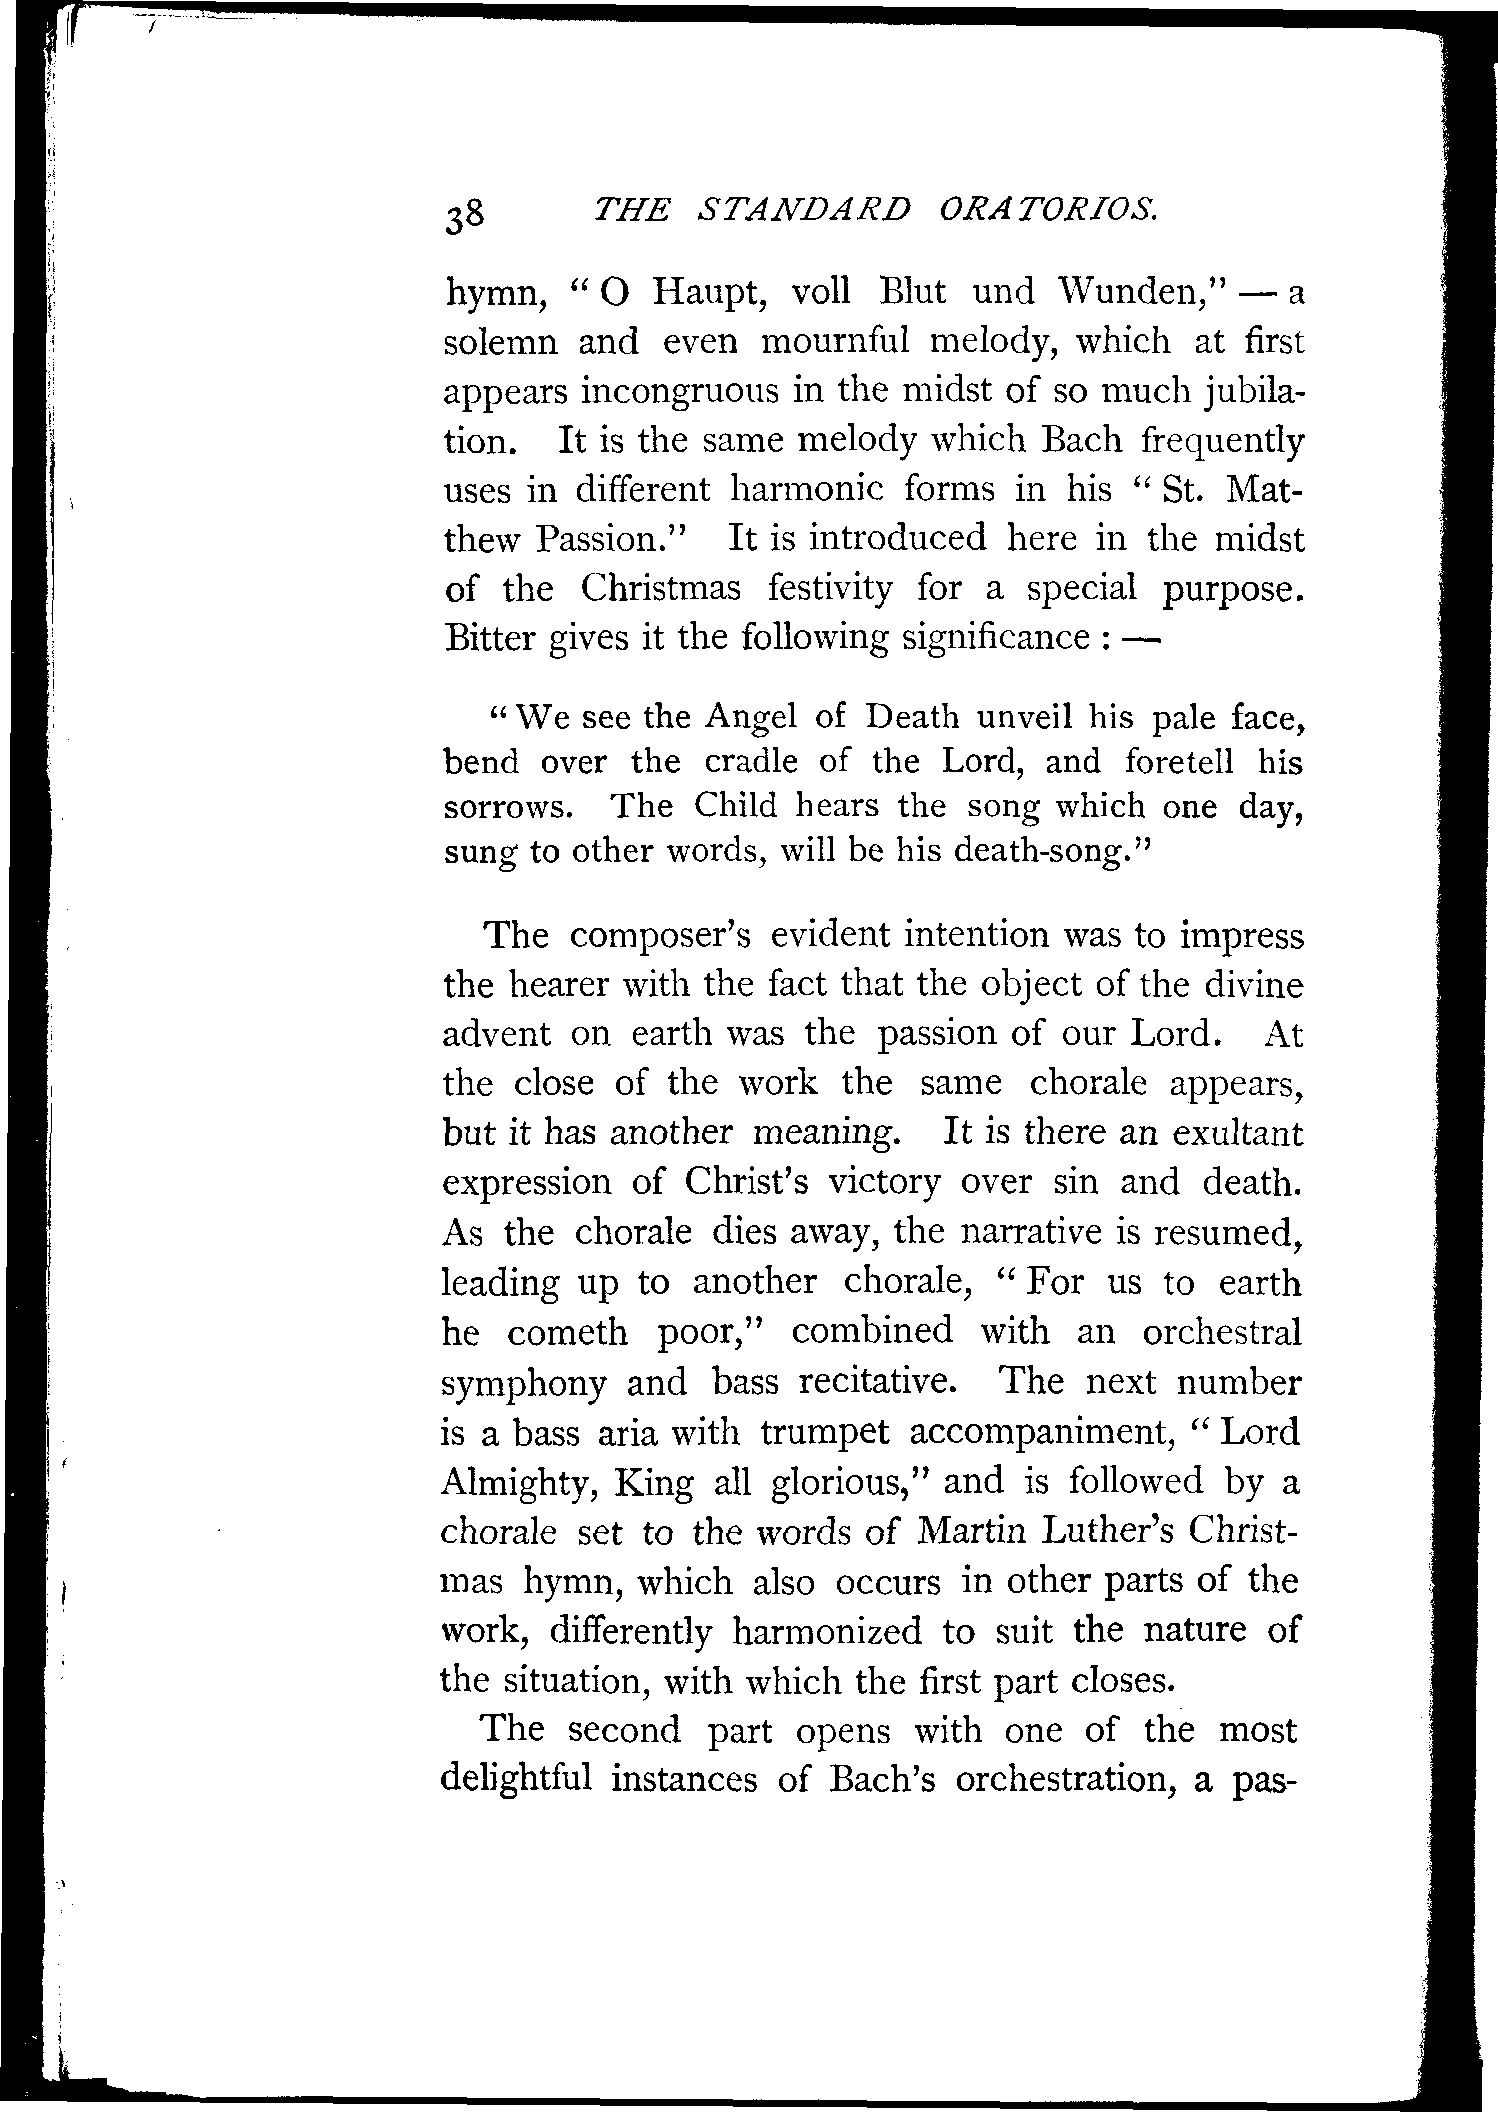 38 THE STANDARD ORATORIOS.
hymn, “ O Haupt, voll Blut und Wunden,” — a
solemn and even mournful melody, which at first
appears incongruous in the midst of so much jubila-
tion. It is the same melody which Bach frequently
uses in different harmonic forms in his “ St. Mat-
thew Passion.” It is introduced here in the midst
of the Christmas festivity for a special purpose.
Bitter gives it the following significance : —
“ We see the Angel of Death unveil his pale face,
bend over the cradle of the Lord, and foretell his
sorrows. The Child hears the song which one day,
sung to other words, will be his death-song.”
The composer’s evident intention was to impress
the hearer with the fact that the object of the divine
advent on earth was the passion of our Lord. At
the close of the work the same chorale appears,
but it has another meaning. It is there an exultant
expression of Christ’s victory over sin and death.
As the chorale dies away, the narrative is resumed,
leading up to another chorale, “ For us to earth
he cometh poor,” combined with an orchestral
symphony and bass recitative. The next number
is a bass aria with trumpet accompaniment, “ Lord
Almighty, King all glorious,” and is followed by a
chorale set to the words of Martin Luther’s Christ-
mas hymn, which also occurs in other parts of the
work, differently harmonized to suit the nature of
the situation, with which the first part closes.
The second part opens with one of the most
delightful instances of Bach’s orchestration, a pas-